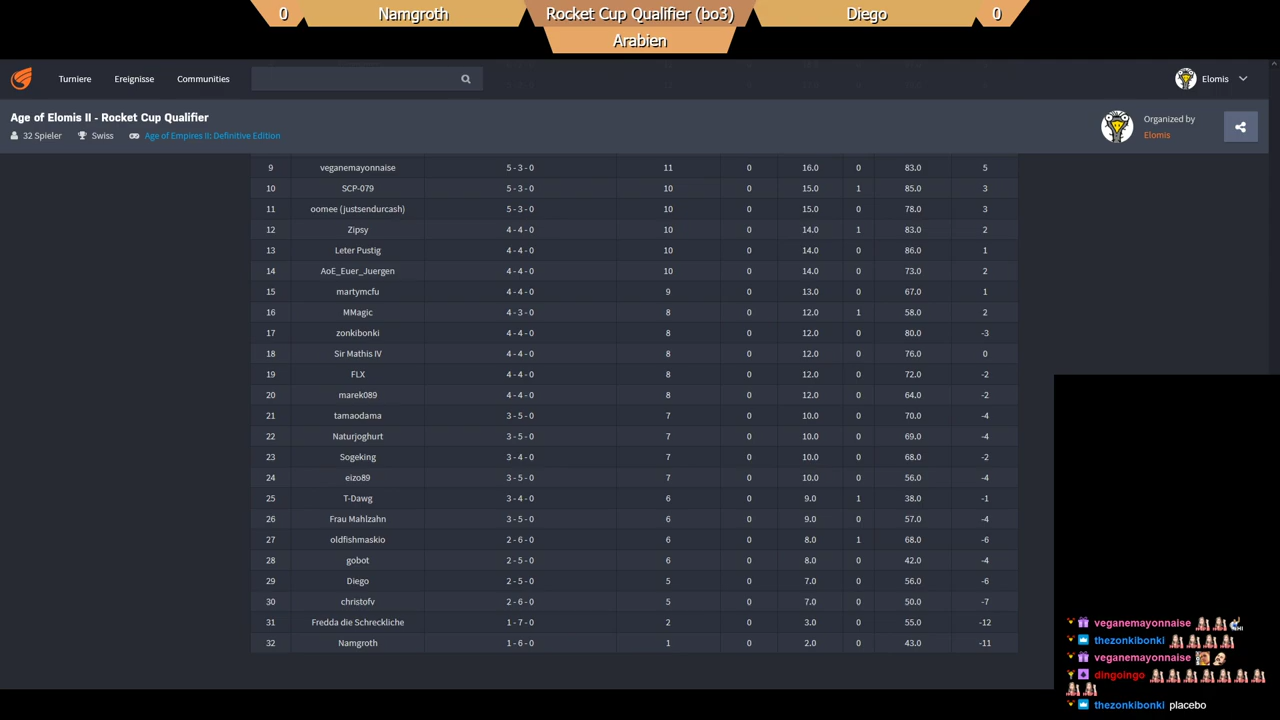 0 Namgroth Rocket Cup Qualifier (bo3) Diego 0
Arabien
Turniere Ereignisse Communities Elomis
Age of Elomis II - Rocket Cup Qualifier
32 Spieler Swiss Age of Empires II: Definitive Edition
Organized by
Elomis
9 veganemayonnaise 5 - 3 - 0 11 0 16.0 0 83.0 5
10 SCP-079 5 - 3 - 0 10 0 15.0 1 85.0 3
11 oomee (justsendurcash) 5 - 3 - 0 10 0 15.0 0 78.0 3
12 Zipsy 4 - 4 - 0 10 0 14.0 1 83.0 2
13 Leter Pustig 4 - 4 - 0 10 0 14.0 0 86.0 1
14 AoE_Euer_Juergen 4 - 4 - 0 10 0 14.0 0 73.0 2
15 martymcfu 4 - 4 - 0 9 0 13.0 0 67.0 1
16 MMagic 4 - 3 - 0 8 0 12.0 1 58.0 2
17 zonkibonki 4 - 4 - 0 8 0 12.0 0 80.0 -3
18 Sir Mathis IV 4 - 4 - 0 8 0 12.0 0 76.0 0
19 FLX 4 - 4 - 0 8 0 12.0 0 72.0 -2
20 marek089 4 - 4 - 0 8 0 12.0 0 64.0 -2
21 tamaodama 3 - 5 - 0 7 0 10.0 0 70.0 -4
22 Naturjoghurt 3 - 5 - 0 7 0 10.0 0 69.0 -4
23 Sogeking 3 - 4 - 0 7 0 10.0 0 68.0 -2
24 eizo89 3 - 5 - 0 7 0 10.0 0 56.0 -4
25 T-Dawg 3 - 4 - 0 6 0 9.0 1 38.0 -1
26 Frau Mahlzahn 3 - 5 - 0 6 0 9.0 0 57.0 -4
27 oldfishmaskio 2 - 6 - 0 6 0 8.0 1 68.0 -6
28 gobot 2 - 5 - 0 6 0 8.0 0 42.0 -4
29 Diego 2 - 5 - 0 5 0 7.0 0 56.0 -6
30 christofv 2 - 6 - 0 5 0 7.0 0 50.0 -7
31 Fredda die Schreckliche 1 - 7 - 0 2 0 3.0 0 55.0 -12
32 Namgroth 1 - 6 - 0 1 0 2.0 0 43.0 -11
veganemayonnaise
thezonkibonki
veganemayonnaise
dingoingo
thezonkibonki placebo